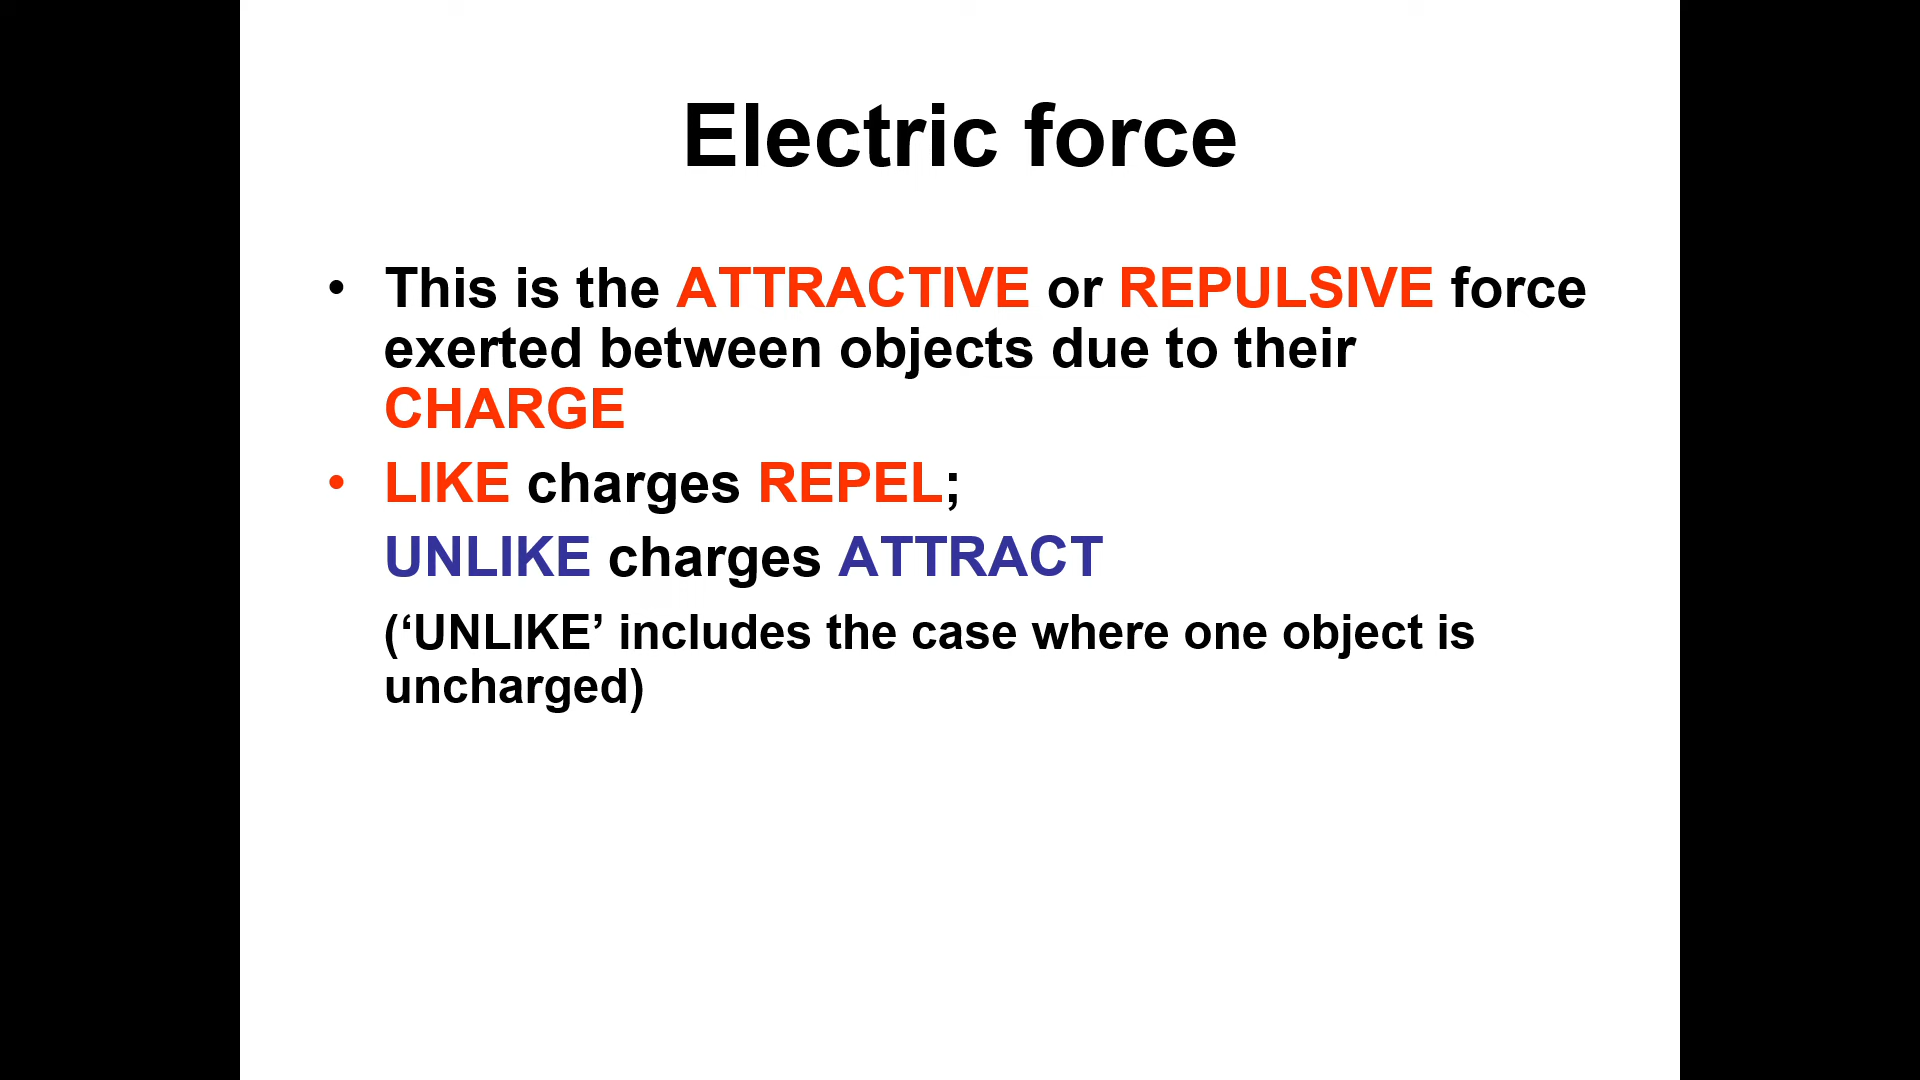 Electric force
• This is the ATTRACTIVE or REPULSIVE force
exerted between objects due to their
CHARGE
• LIKE charges REPEL;
UNLIKE charges ATTRACT
(‘UNLIKE’ includes the case where one object is
uncharged)